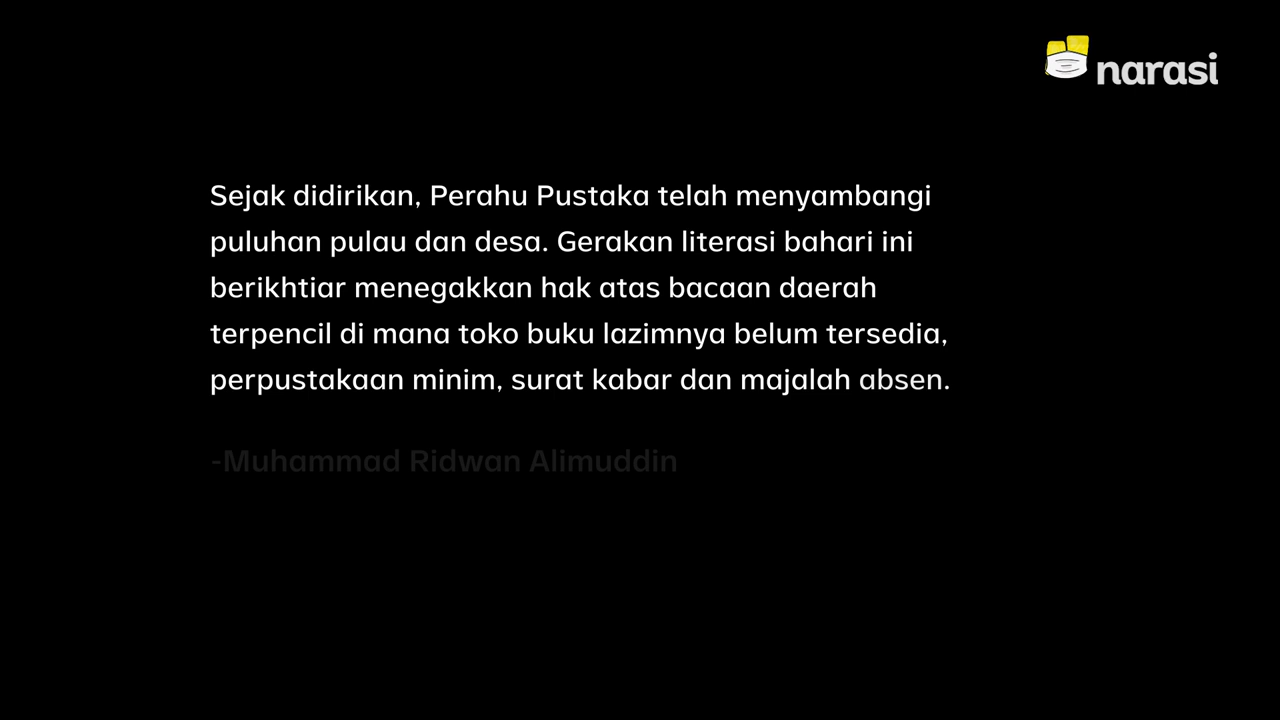 narasi
Sejak didirikan, Perahu Pustaka telah menyambangi
puluhan pulau dan desa. Gerakan literasi bahari ini
berikhtiar menegakkan hak atas bacaan daerah
terpencil di mana toko buku lazimnya belum tersedia,
perpustakaan minim, surat kabar dan majalah absen.
-Muhammad Ridwan Alimuddin